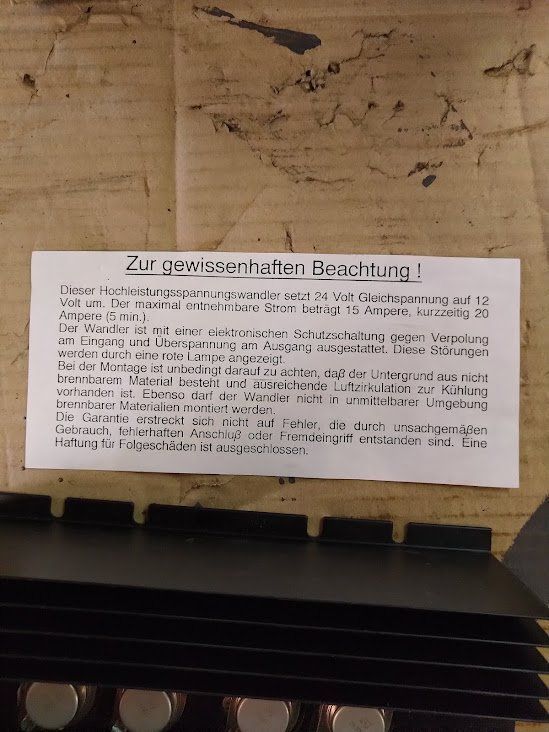 Zur gewissenhaften Beachtung !
Dieser Hochleistungsspannungswandler setzt 24 Volt Gleichspannung auf 12
Volt um. Der maximal entnehmbare Strom beträgt 15 Ampere, kurzzeitig 20
Ampere (5 min.).
Der Wandler ist mit einer elektronischen Schutzschaltung gegen Verpolung
am Eingang und Überspannung am Ausgang ausgestattet. Diese Störungen
werden durch eine rote Lampe angezeigt.
Bei der Montage ist unbedingt darauf zu achten, daß der Untergrund aus nicht
brennbarem Material besteht und ausreichende Luftzirkulation zur Kühlung
vorhanden ist. Ebenso darf der Wandler nicht in unmittelbarer Umgebung
brennbarer Materialien montiert werden.
Die Garantie erstreckt sich nicht auf Fehler, die durch unsachgemäßen
Gebrauch, fehlerhaften Anschluß oder Fremdeingriff entstanden sind. Eine
Haftung für Folgeschäden ist ausgeschlossen.